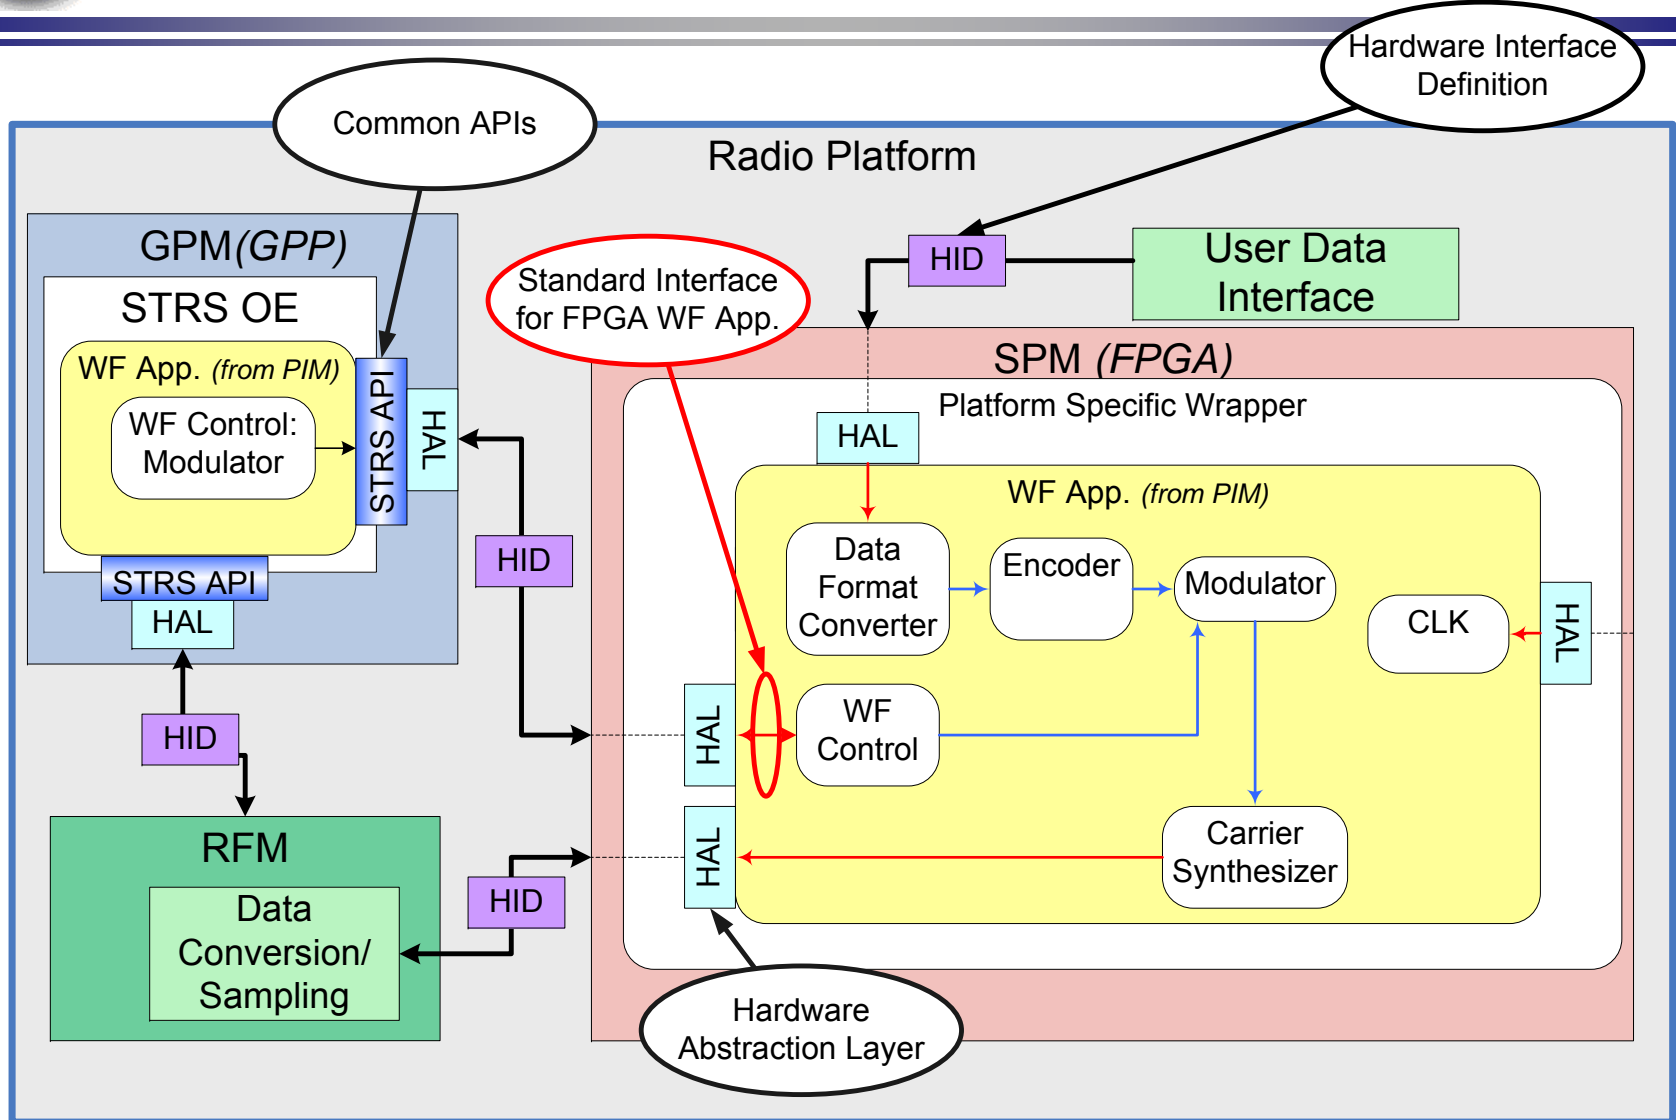 Hardware Interface
Definition
Common APIs
Radio Platform
GPM(GPP)
STRS OE
WF App. (from PIM)
WF Control:
Modulator
STRS API
HAL
STRS API
HAL
HID
HID
RFM
Data
Conversion/
Sampling
HID
Standard Interface
for FPGA WF App.
HID
User Data
Interface
SPM (FPGA)
Platform Specific Wrapper
HAL
WF App. (from PIM)
Data
Format
Converter
Encoder
Modulator
CLK
HAL
HAL
WF
Control
HAL
Carrier
Synthesizer
Hardware
Abstraction Layer